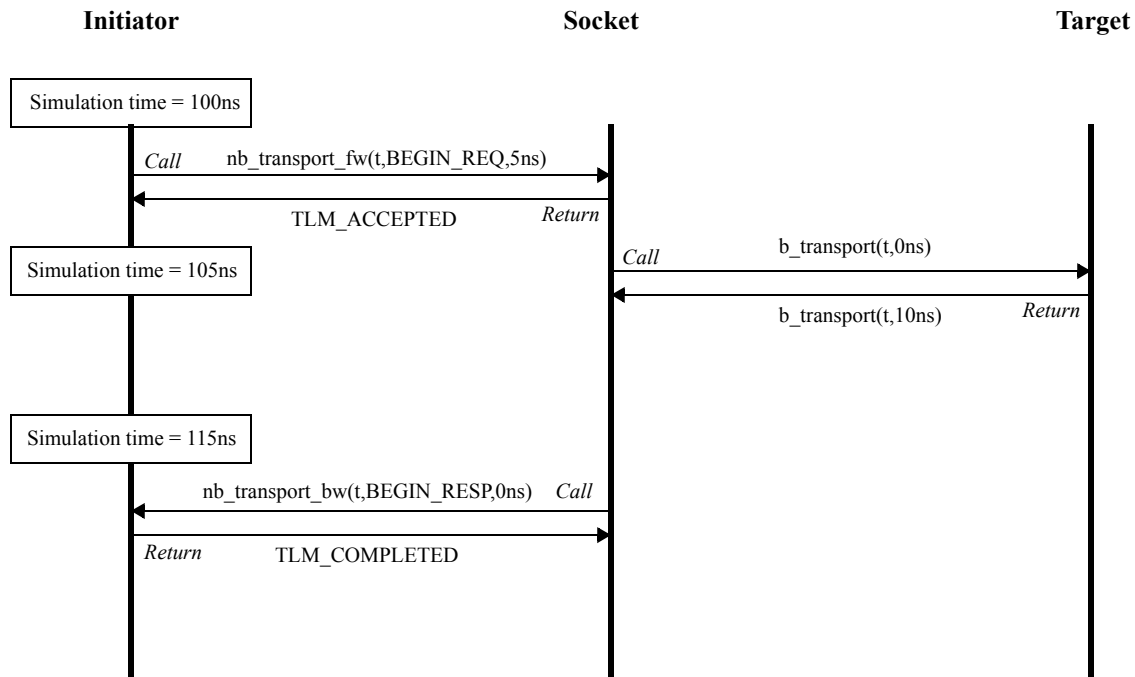 Initiator
Socket
Target
Simulation time = 100ns
Call
nb_transport_fw(t,BEGIN_REQ,5ns)
TLM_ACCEPTED
Return
Simulation time = 105ns
Call
b_transport(t,0ns)
b_transport(t,10ns)
Return
Simulation time = 115ns
nb_transport_bw(t,BEGIN_RESP,0ns)
Call
Return
TLM_COMPLETED